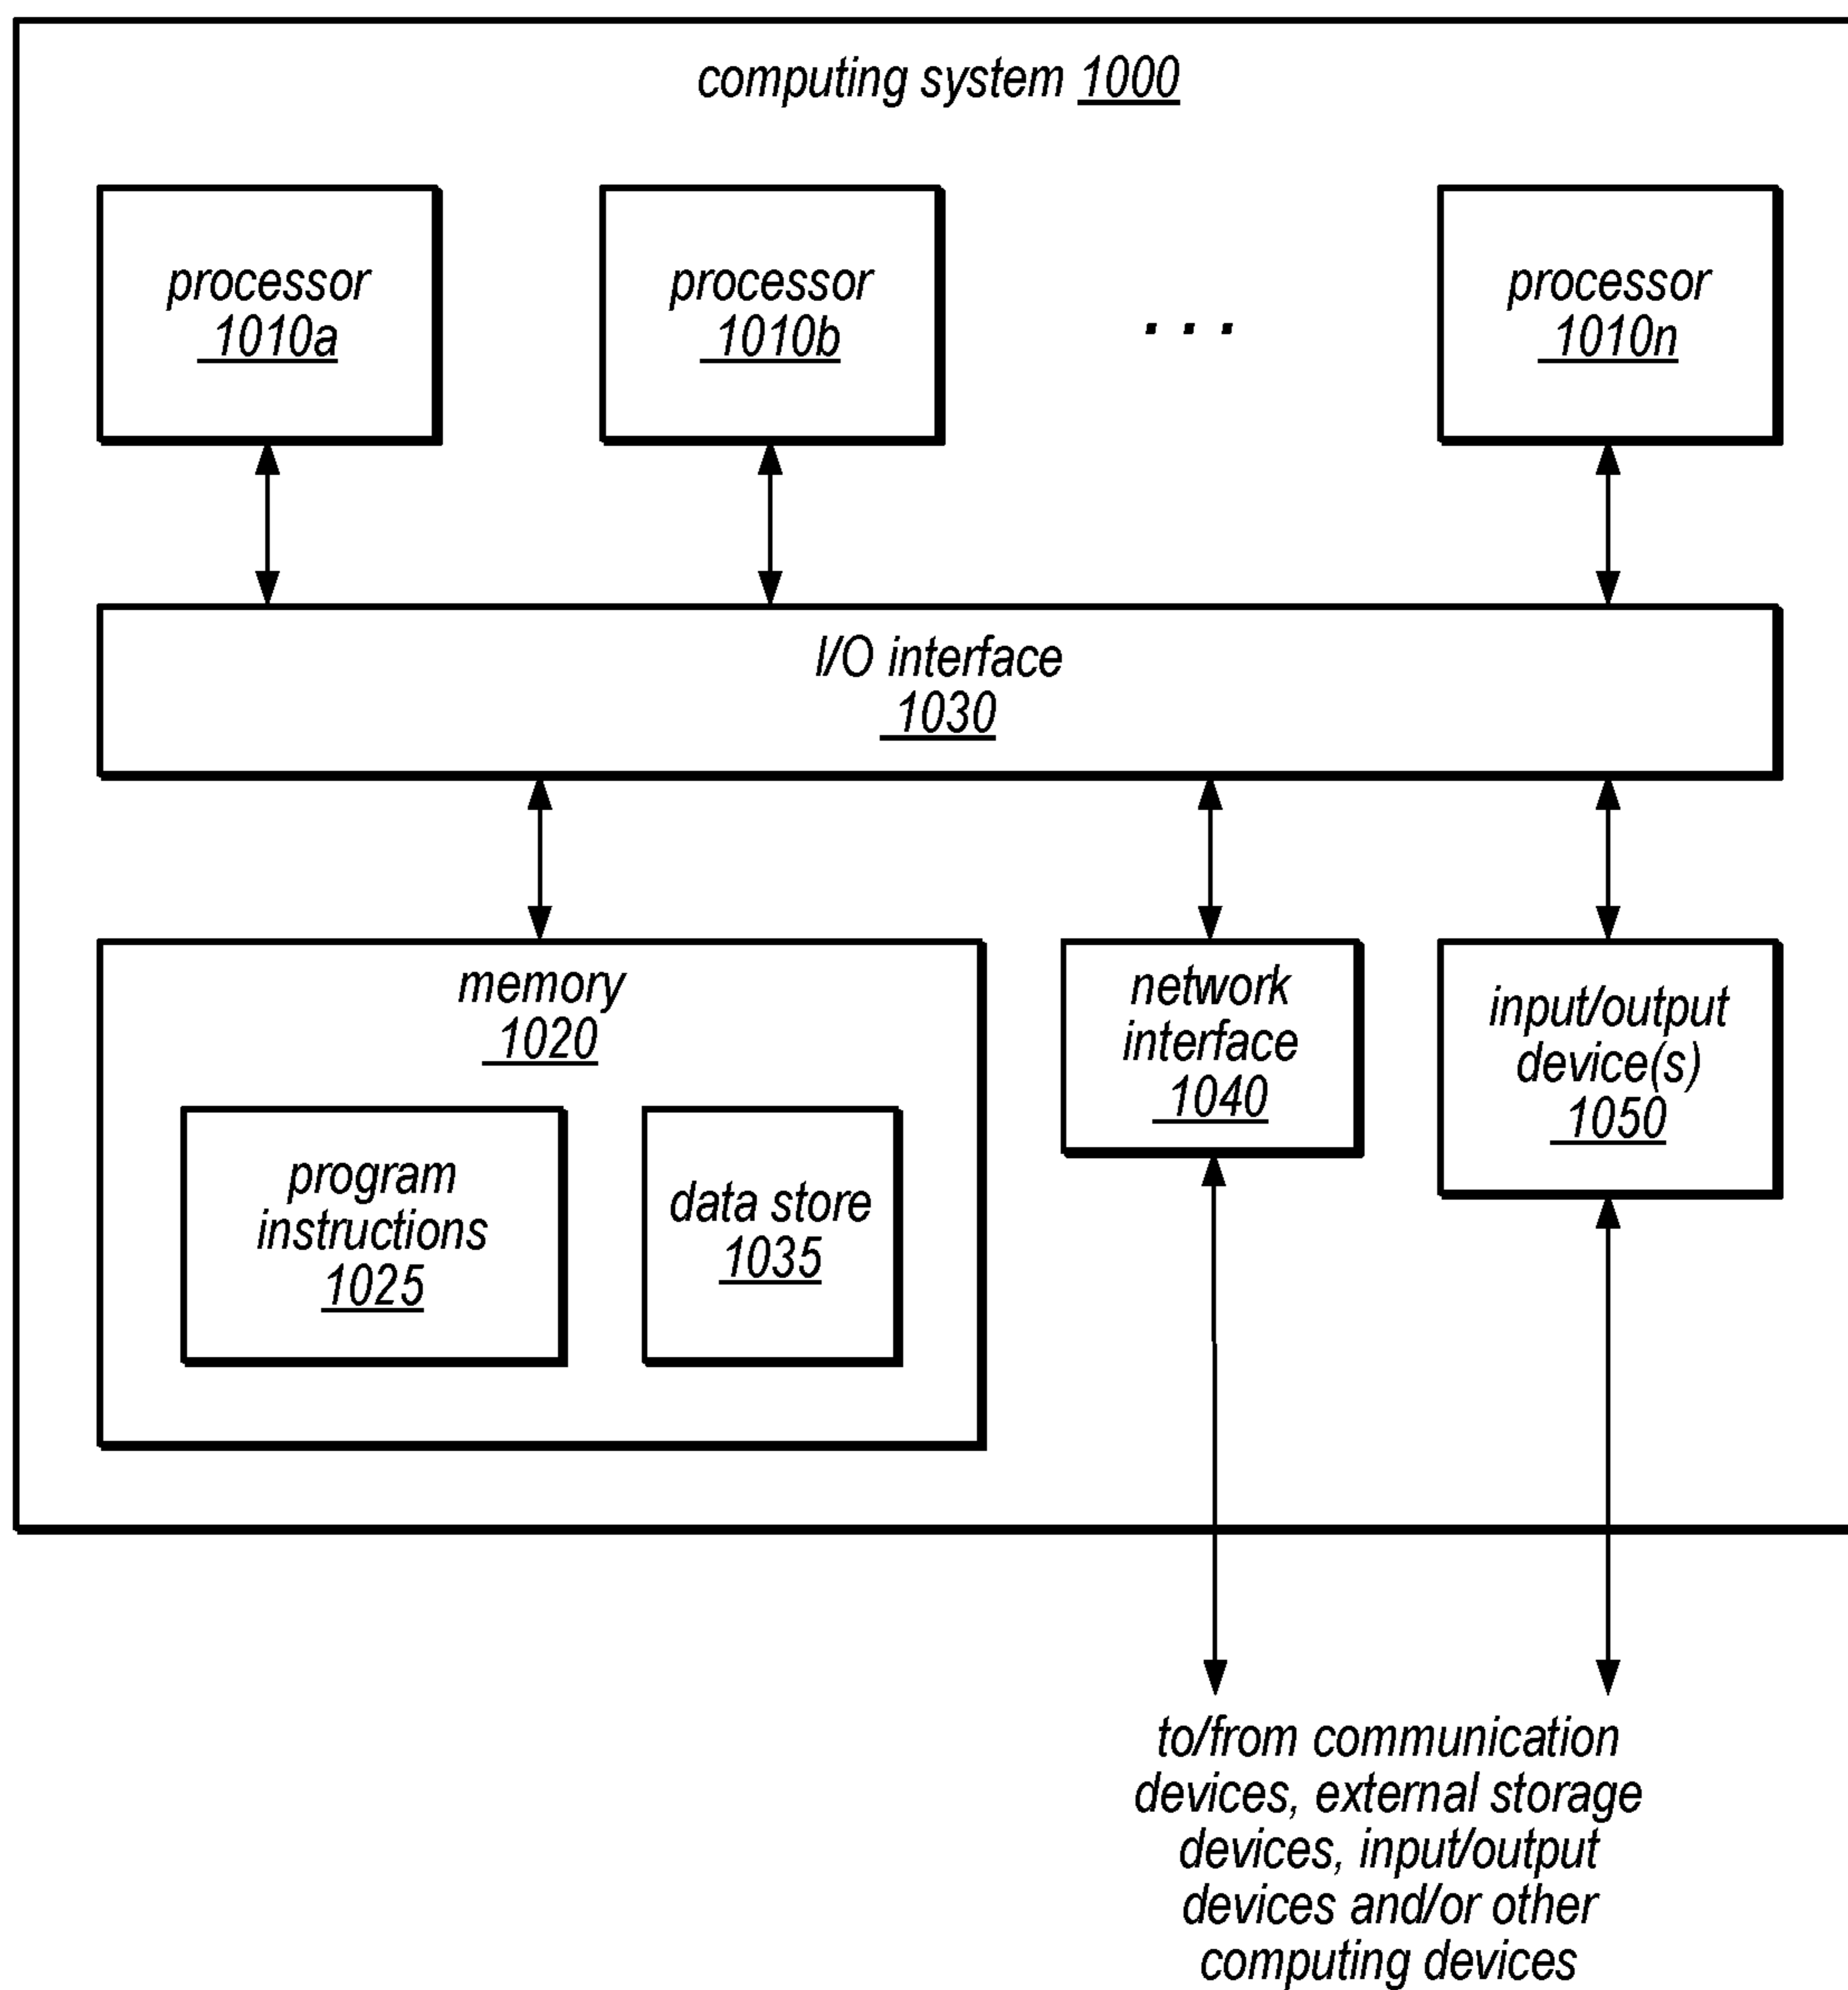 computing system 1000
processor
1010a
processor
1010b
. . .
processor
1010n
I/O interface
1030
memory
1020
program
instructions
1025
data store
1035
network
interface
1040
input/output
device(s)
1050
to/from communication
devices, external storage
devices, input/output
devices and/or other
computing devices